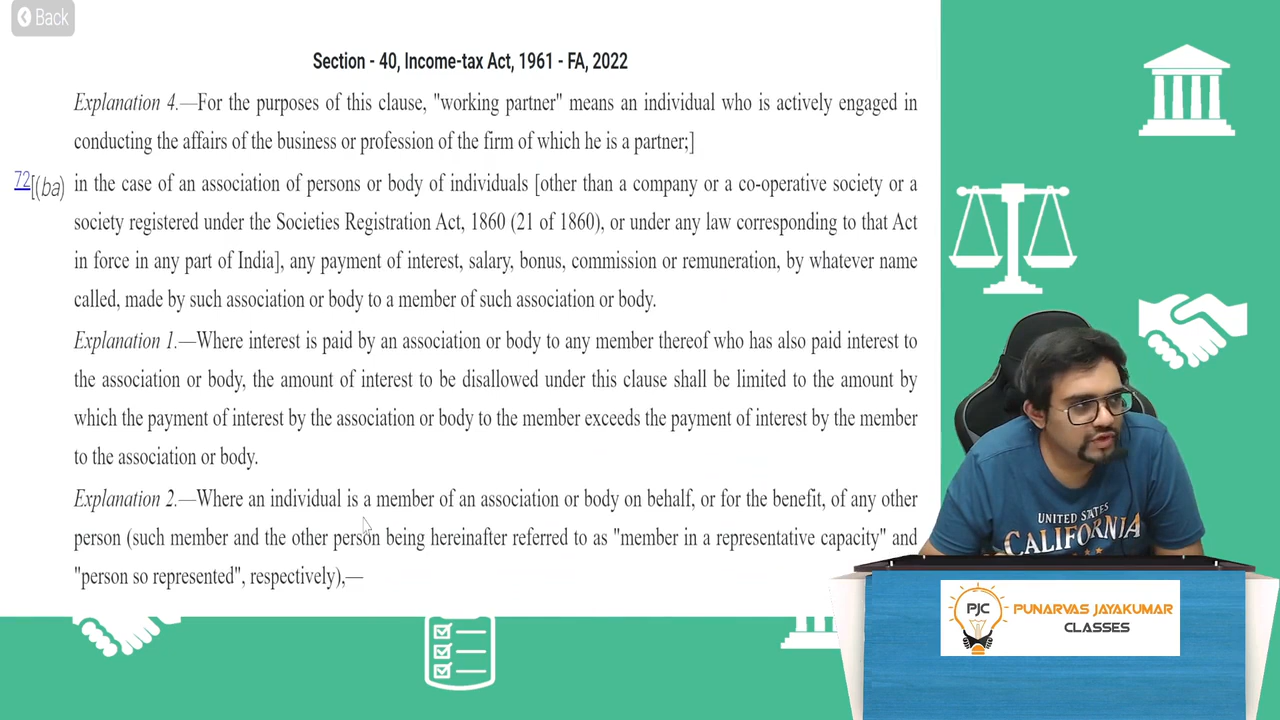 Back
Section - 40, Income-tax Act, 1961 - FA, 2022
Explanation 4.—For the purposes of this clause, "working partner" means an individual who is actively engaged in
conducting the affairs of the business or profession of the firm of which he is a partner;]
72[(ba) in the case of an association of persons or body of individuals [other than a company or a co-operative society or a
society registered under the Societies Registration Act, 1860 (21 of 1860), or under any law corresponding to that Act
in force in any part of India], any payment of interest, salary, bonus, commission or remuneration, by whatever name
called, made by such association or body to a member of such association or body.
Explanation 1.—Where interest is paid by an association or body to any member thereof who has also paid interest to
the association or body, the amount of interest to be disallowed under this clause shall be limited to the amount by
which the payment of interest by the association or body to the member exceeds the payment of interest by the member
to the association or body.
Explanation 2.—Where an individual is a member of an association or body on behalf, or for the benefit, of any other
person (such member and the other person being hereinafter referred to as "member in a representative capacity" and
"person so represented", respectively),—
UNITED STATES
CALIFORNIA
PJC
PUNARVAS JAYAKUMAR
CLASSES